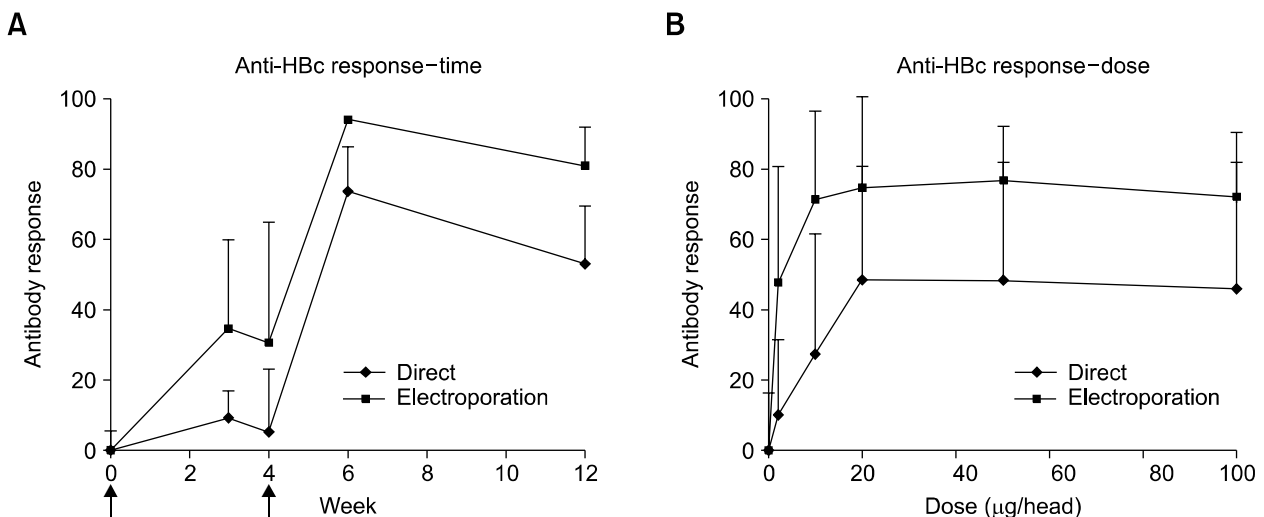 A
Anti-HBc response-time
Antibody response
100
80
60
40
20
0
Direct
Electroporation
0 2 4 6 8 10 12
Week
B
Anti-HBc response-dose
Antibody response
100
80
60
40
20
0
Direct
Electroporation
0 20 40 60 80 100
Dose (μg/head)